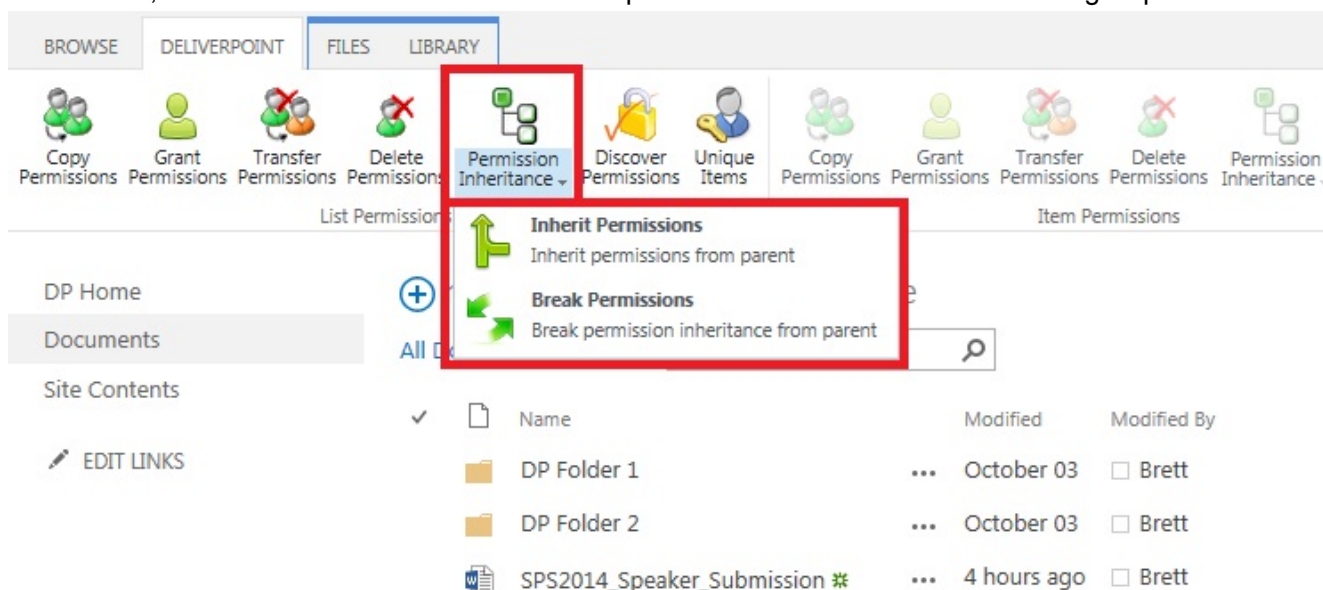 BROWSE DELIVERPOINT FILES LIBRARY
Copy Permissions Grant Permissions Transfer Permissions Delete Permissions Permission Inheritance Discover Permissions Unique Items Copy Permissions Grant Permissions Transfer Permissions Delete Permissions Permission Inheritance
List Permissions Item Permissions
Inherit Permissions
Inherit permissions from parent
Break Permissions
Break permission inheritance from parent
DP Home
Documents
Site Contents
EDIT LINKS
All
Name Modified Modified By
DP Folder 1 ... October 03 Brett
DP Folder 2 ... October 03 Brett
SPS2014_Speaker_Submission ... 4 hours ago Brett